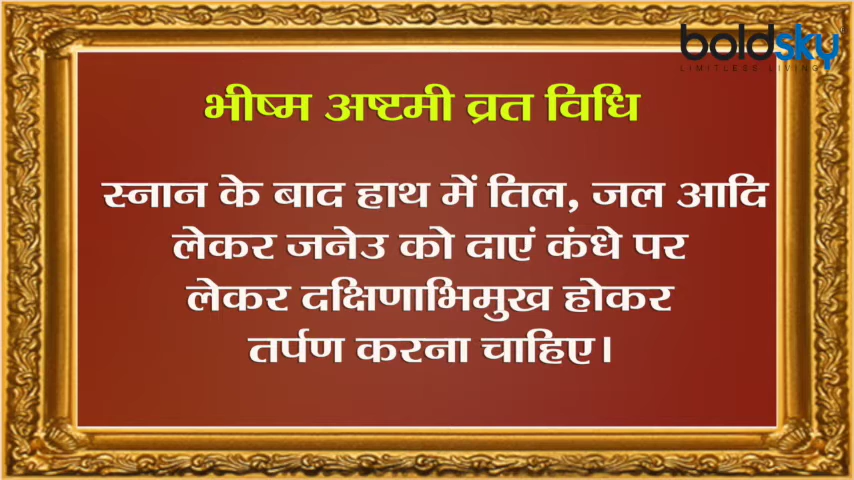 boldsky
LIMITLESS LIVING
भीष्म अष्टमी व्रत विधि
स्नान के बाद हाथ में तिल, जल आदि
लेकर जनेउ को दाएं कंधे पर
लेकर दक्षिणाभिमुख होकर
तर्पण करना चाहिए।